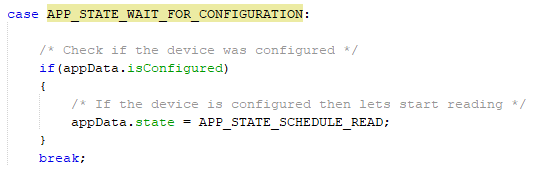 case APP_STATE_WAIT_FOR_CONFIGURATION:
/* Check if the device was configured */
if(appData.isConfigured)
{
/* If the device is configured then lets start reading */
appData.state = APP_STATE_SCHEDULE_READ;
}
break;